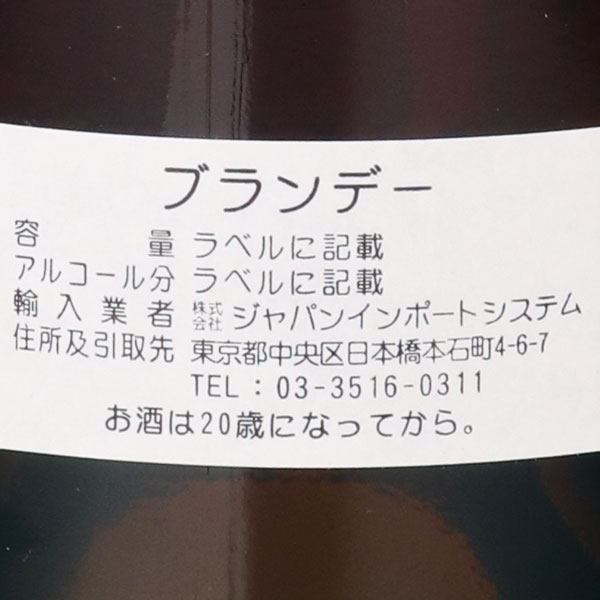 ブランデー
容量 ラベルに記載
アルコール分 ラベルに記載
輸入業者 株式会社 ジャパンインポートシステム
住所及引取先 東京都中央区日本橋本石町4-6-7
TEL：03-3516-0311
お酒は20歳になってから。